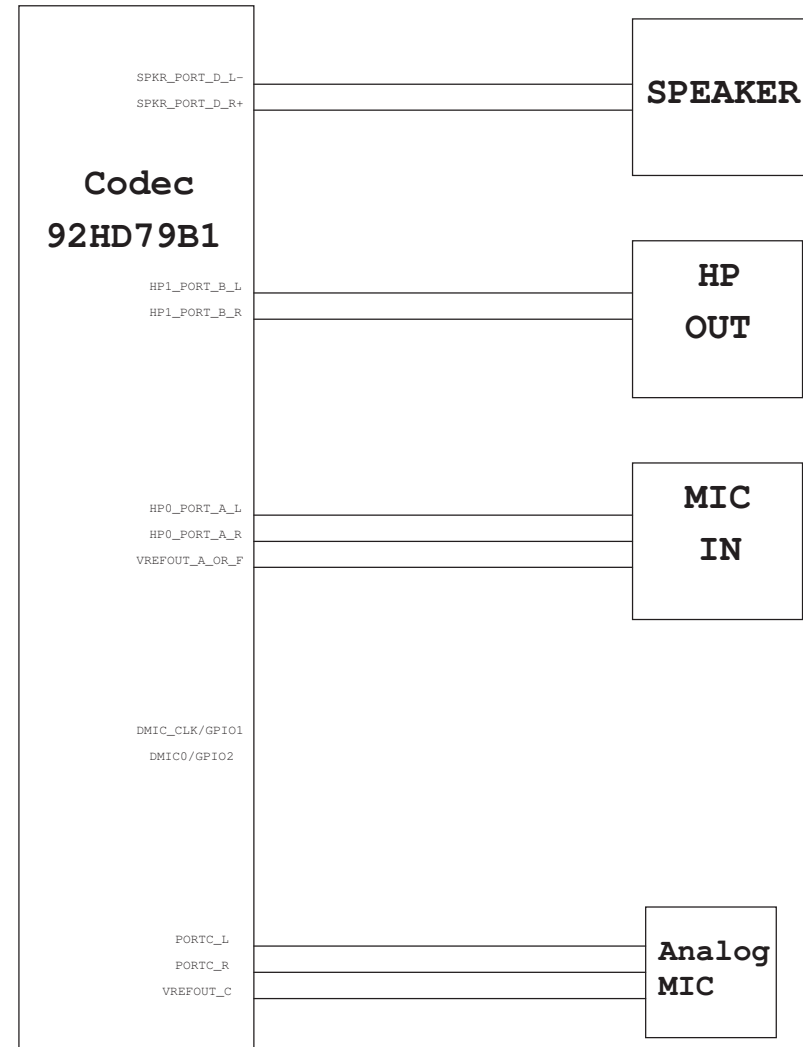 SPKR_PORT_D_L-
SPKR_PORT_D_R+
SPEAKER
Codec
92HD79B1
HP1_PORT_B_L
HP1_PORT_B_R
HP
OUT
HP0_PORT_A_L
HP0_PORT_A_R
VREFOUT_A_OR_F
MIC
IN
DMIC_CLK/GPIO1
DMIC0/GPIO2
PORTC_L
PORTC_R
VREFOUT_C
Analog
MIC